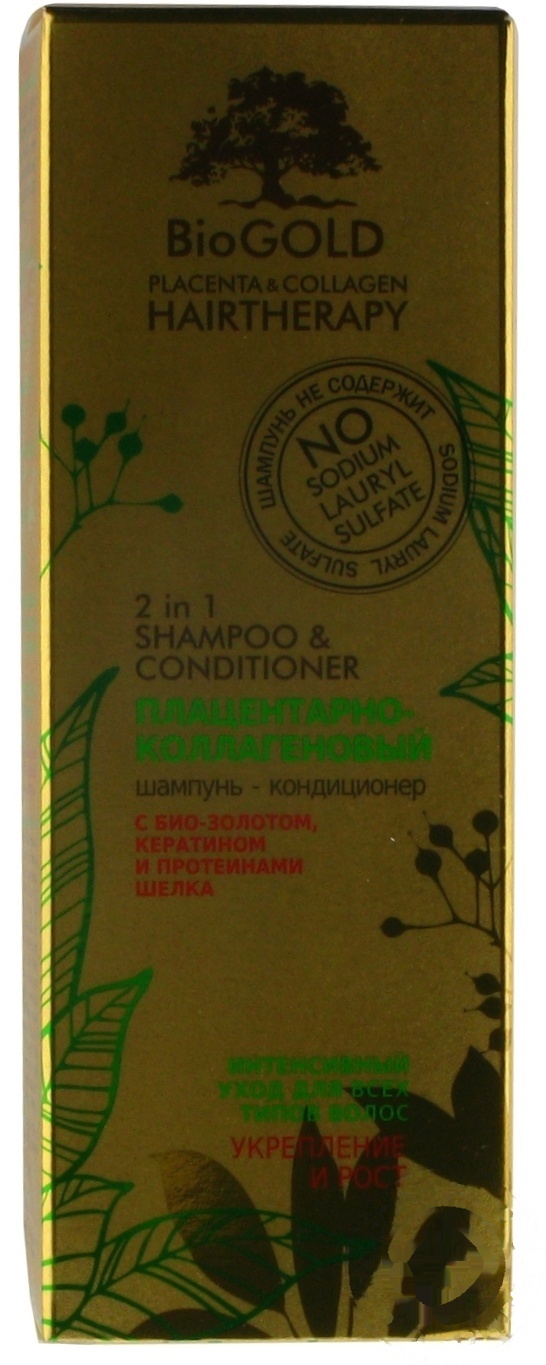 BioGOLD
PLACENTA & COLLAGEN
HAIRTHERAPY
ШАМПУНЬ НЕ СОДЕРЖИТ
SODIUM LAURYL SULFATE
NO
SODIUM
LAURYL
SULFATE
2 in 1
SHAMPOO &
CONDITIONER
ПЛАЦЕНТАРНО-
КОЛЛАГЕНОВЫЙ
шампунь - кондиционер
С БИО-ЗОЛОТОМ,
КЕРАТИНОМ
И ПРОТЕИНАМИ
ШЕЛКА
ИНТЕНСИВНЫЙ
УХОД ДЛЯ ВСЕХ
ТИПОВ ВОЛОС
УКРЕПЛЕНИЕ
И РОСТ